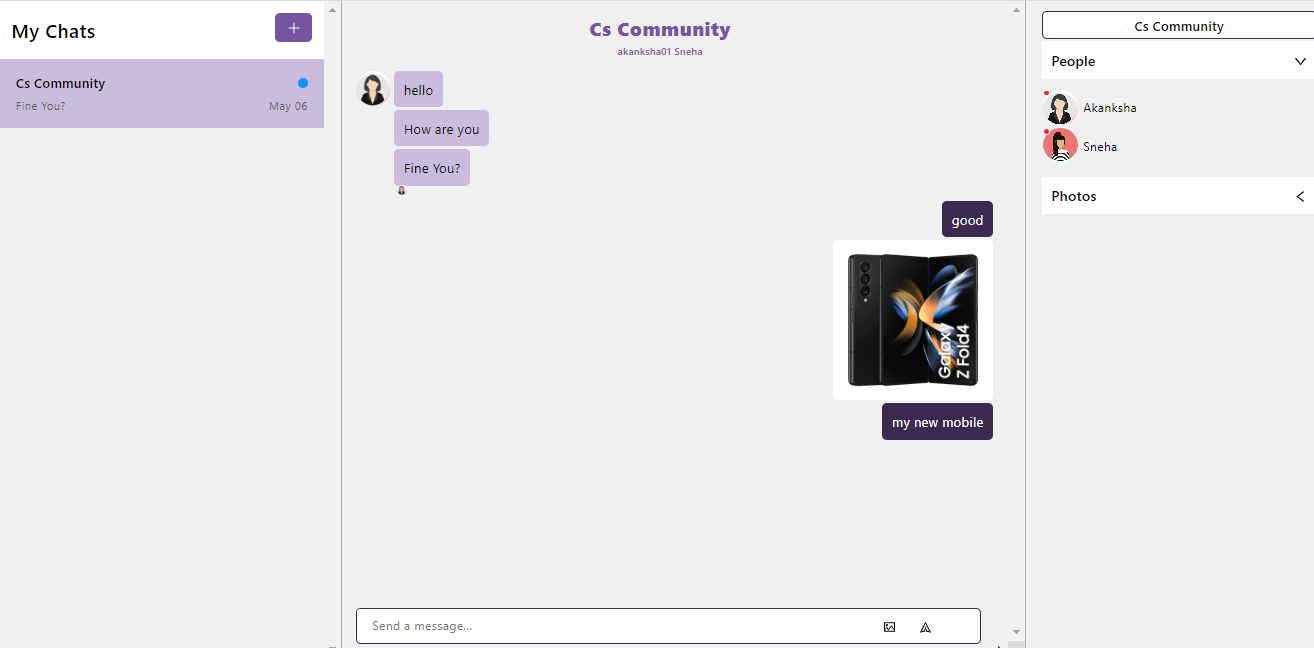 My Chats
Cs Community
Fine You?
May 06
Cs Community
akanksha01 Sneha
hello
How are you
Fine You?
good
Galaxy
Z Fold4
my new mobile
Send a message...
Cs Community
People
Akanksha
Sneha
Photos